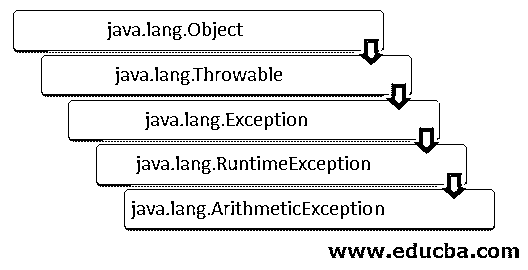 java.lang.Object
java.lang.Throwable
java.lang.Exception
java.lang.RuntimeException
java.lang.ArithmeticException
www.educba.com